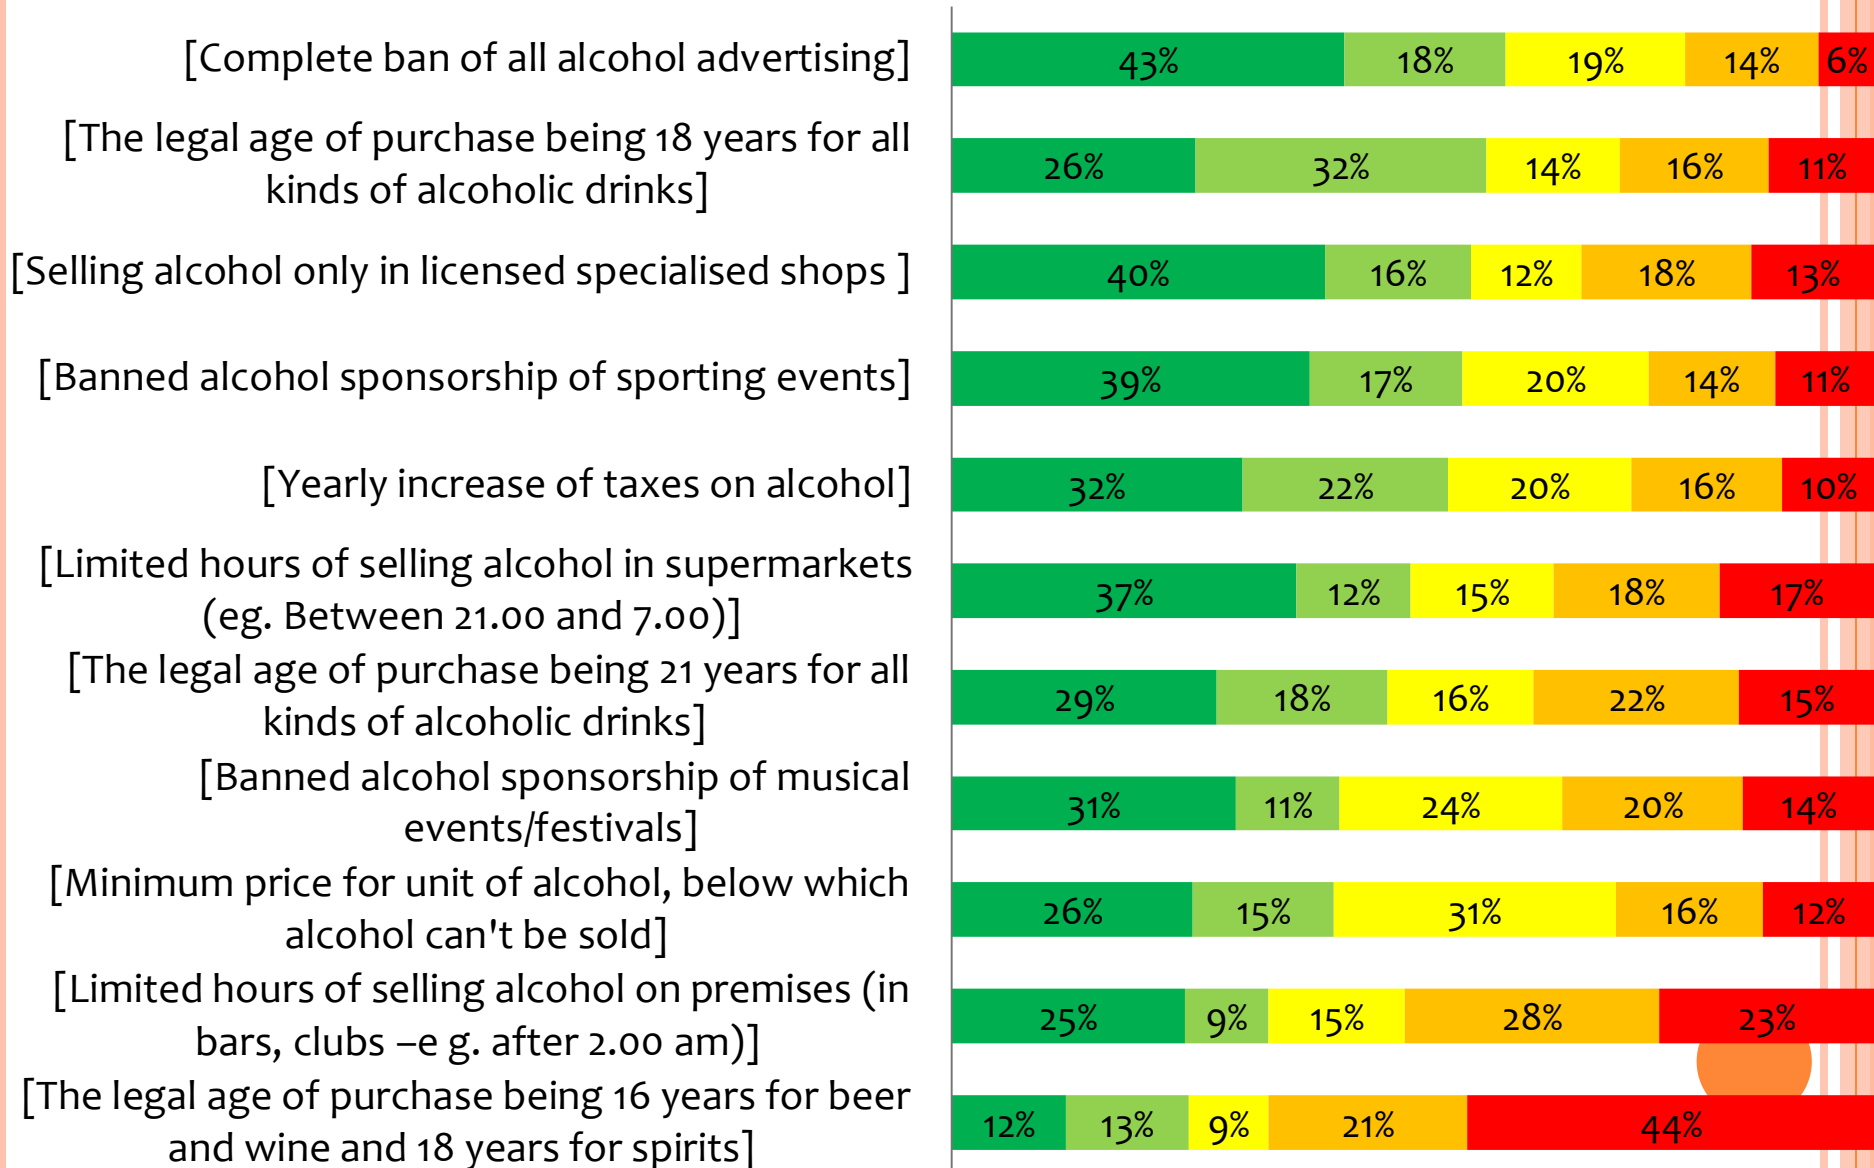 [Complete ban of all alcohol advertising]
43% 18% 19% 14% 6%
[The legal age of purchase being 18 years for all
kinds of alcoholic drinks]
26% 32% 14% 16% 11%
[Selling alcohol only in licensed specialised shops ]
40% 16% 12% 18% 13%
[Banned alcohol sponsorship of sporting events]
39% 17% 20% 14% 11%
[Yearly increase of taxes on alcohol]
32% 22% 20% 16% 10%
[Limited hours of selling alcohol in supermarkets
(eg. Between 21.00 and 7.00)]
37% 12% 15% 18% 17%
[The legal age of purchase being 21 years for all
kinds of alcoholic drinks]
29% 18% 16% 22% 15%
[Banned alcohol sponsorship of musical
events/festivals]
31% 11% 24% 20% 14%
[Minimum price for unit of alcohol, below which
alcohol can't be sold]
26% 15% 31% 16% 12%
[Limited hours of selling alcohol on premises (in
bars, clubs –e g. after 2.00 am)]
25% 9% 15% 28% 23%
[The legal age of purchase being 16 years for beer
and wine and 18 years for spirits]
12% 13% 9% 21% 44%